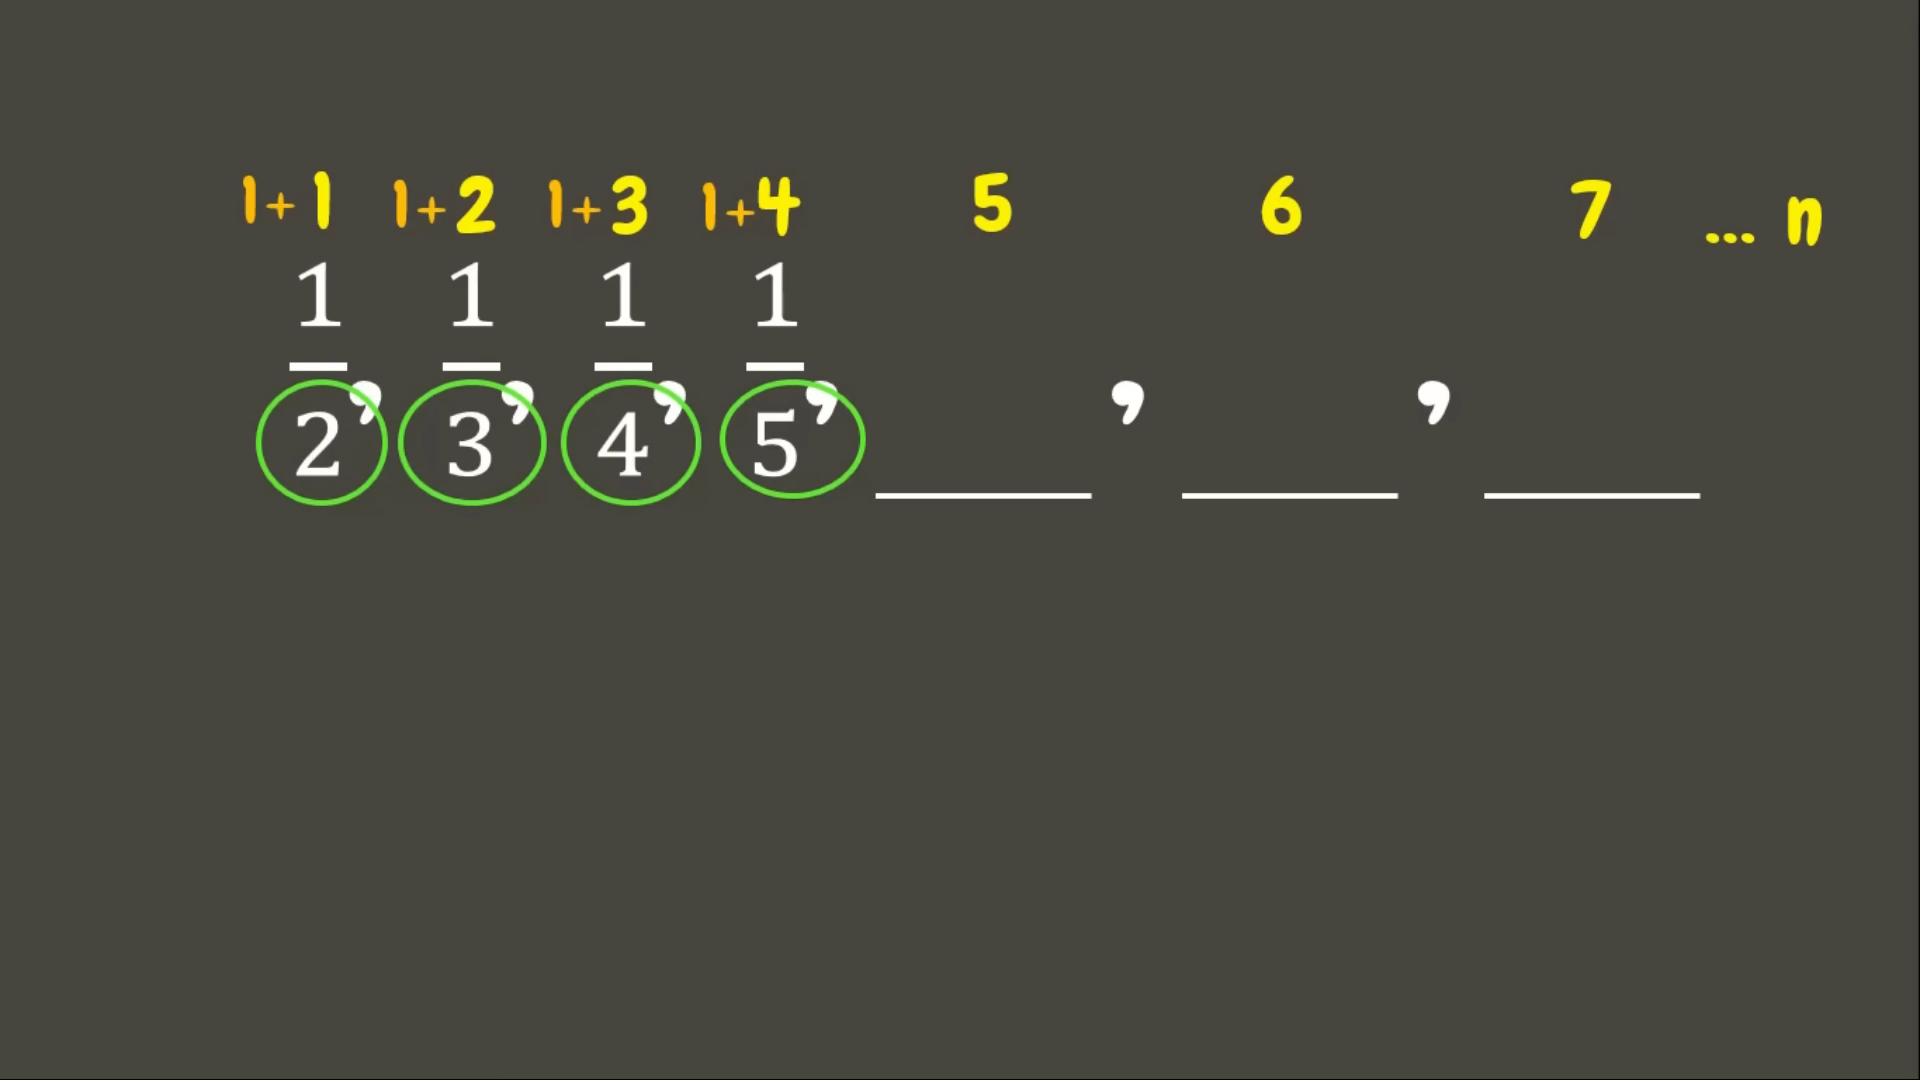 1+1 1+2 1+3 1+4 5 6 7 ... n
1 1 1 1
2, 3, 4, 5, ____ , ____ , ____